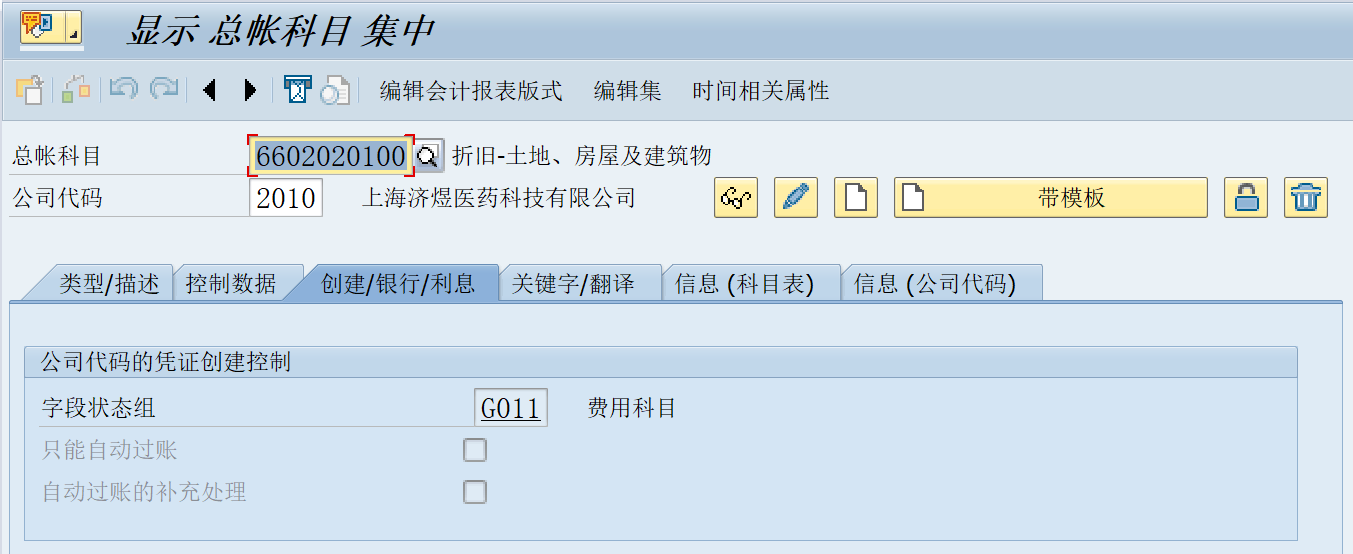 显示 总帐科目 集中
编辑会计报表版式 编辑集 时间相关属性
总帐科目 6602020100 折旧-土地、房屋及建筑物
公司代码 2010 上海济煜医药科技有限公司 带模板
类型/描述 控制数据 创建/银行/利息 关键字/翻译 信息 (科目表) 信息 (公司代码)
公司代码的凭证创建控制
字段状态组 G011 费用科目
只能自动过账
自动过账的补充处理